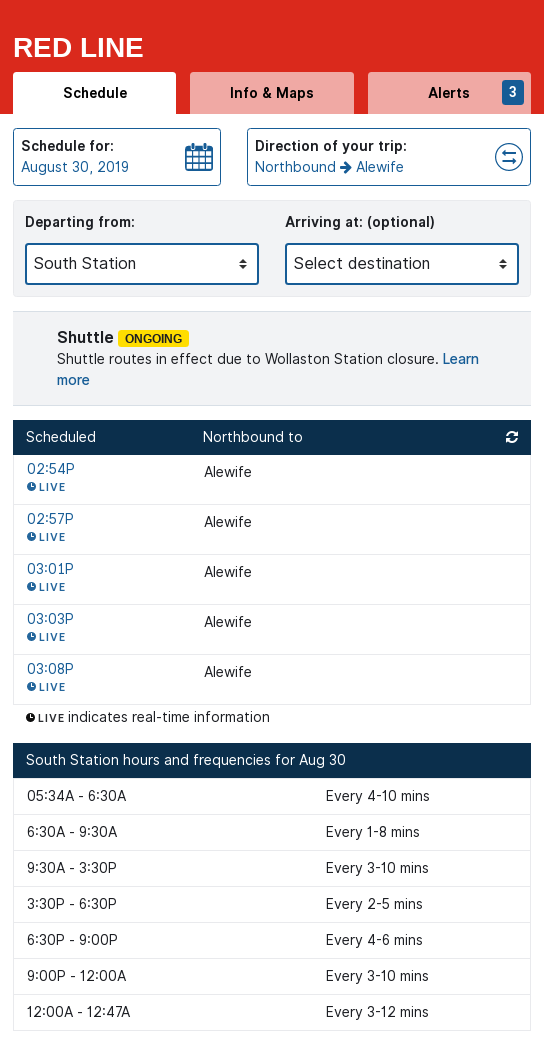 RED LINE
Schedule
Info & Maps
Alerts
3
Schedule for:
August 30, 2019
Direction of your trip:
Northbound → Alewife
Departing from:
Arriving at: (optional)
South Station
Select destination
Shuttle ONGOING
Shuttle routes in effect due to Wollaston Station closure. Learn
more
Scheduled Northbound to
02:54P Alewife
LIVE
02:57P Alewife
LIVE
03:01P Alewife
LIVE
03:03P Alewife
LIVE
03:08P Alewife
LIVE
LIVE indicates real-time information
South Station hours and frequencies for Aug 30
05:34A - 6:30A Every 4-10 mins
6:30A - 9:30A Every 1-8 mins
9:30A - 3:30P Every 3-10 mins
3:30P - 6:30P Every 2-5 mins
6:30P - 9:00P Every 4-6 mins
9:00P - 12:00A Every 3-10 mins
12:00A - 12:47A Every 3-12 mins